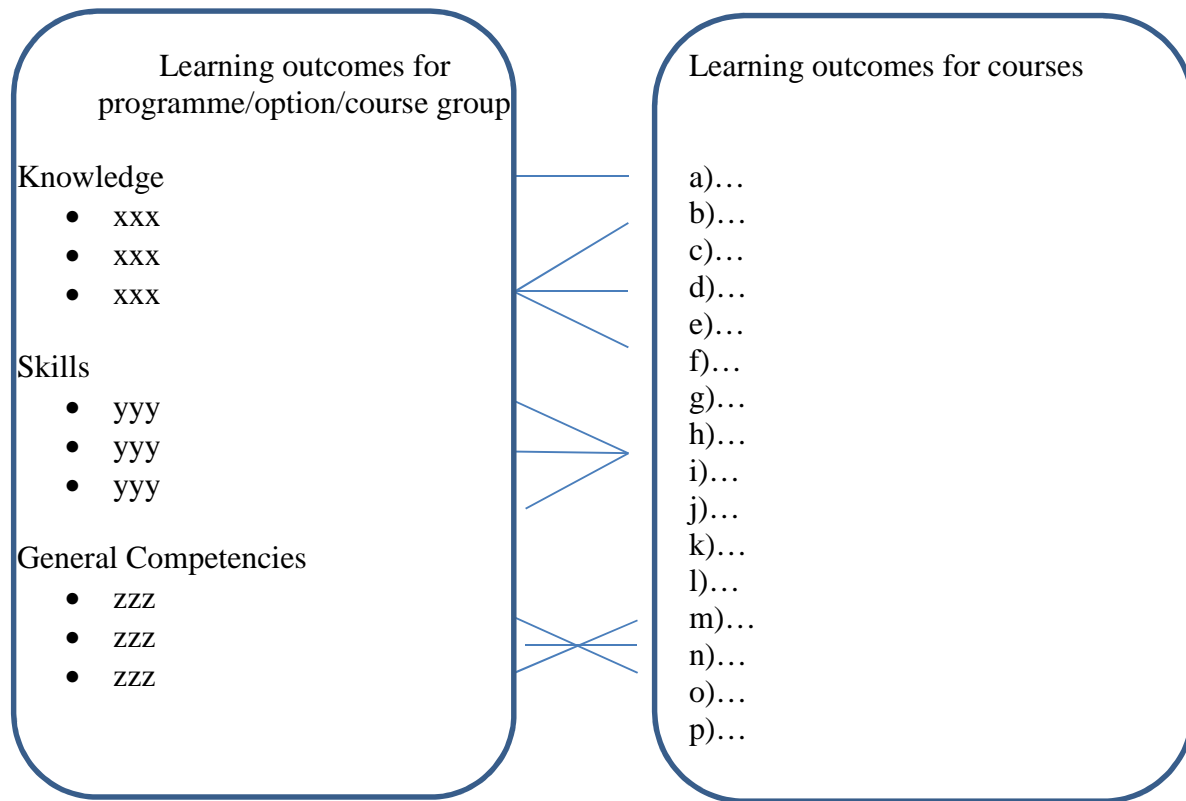 Learning outcomes for
programme/option/course group
Knowledge
• xxx
• xxx
• xxx
Skills
• yyy
• yyy
• yyy
General Competencies
• zzz
• zzz
• zzz
Learning outcomes for courses
a)…
b)…
c)…
d)…
e)…
f)…
g)…
h)…
i)…
j)…
k)…
l)…
m)…
n)…
o)…
p)…